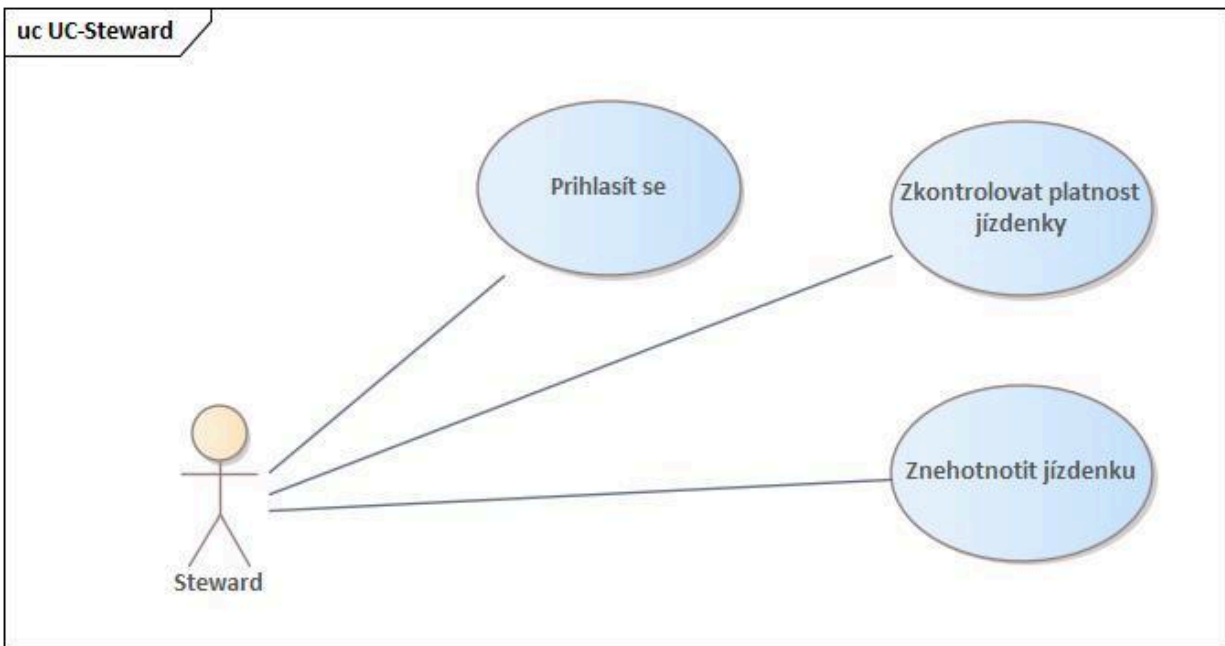 uc UC-Steward
Prihlasít se
Zkontrolovat platnost
jízdenky
Znehotnotit jízdenku
Steward